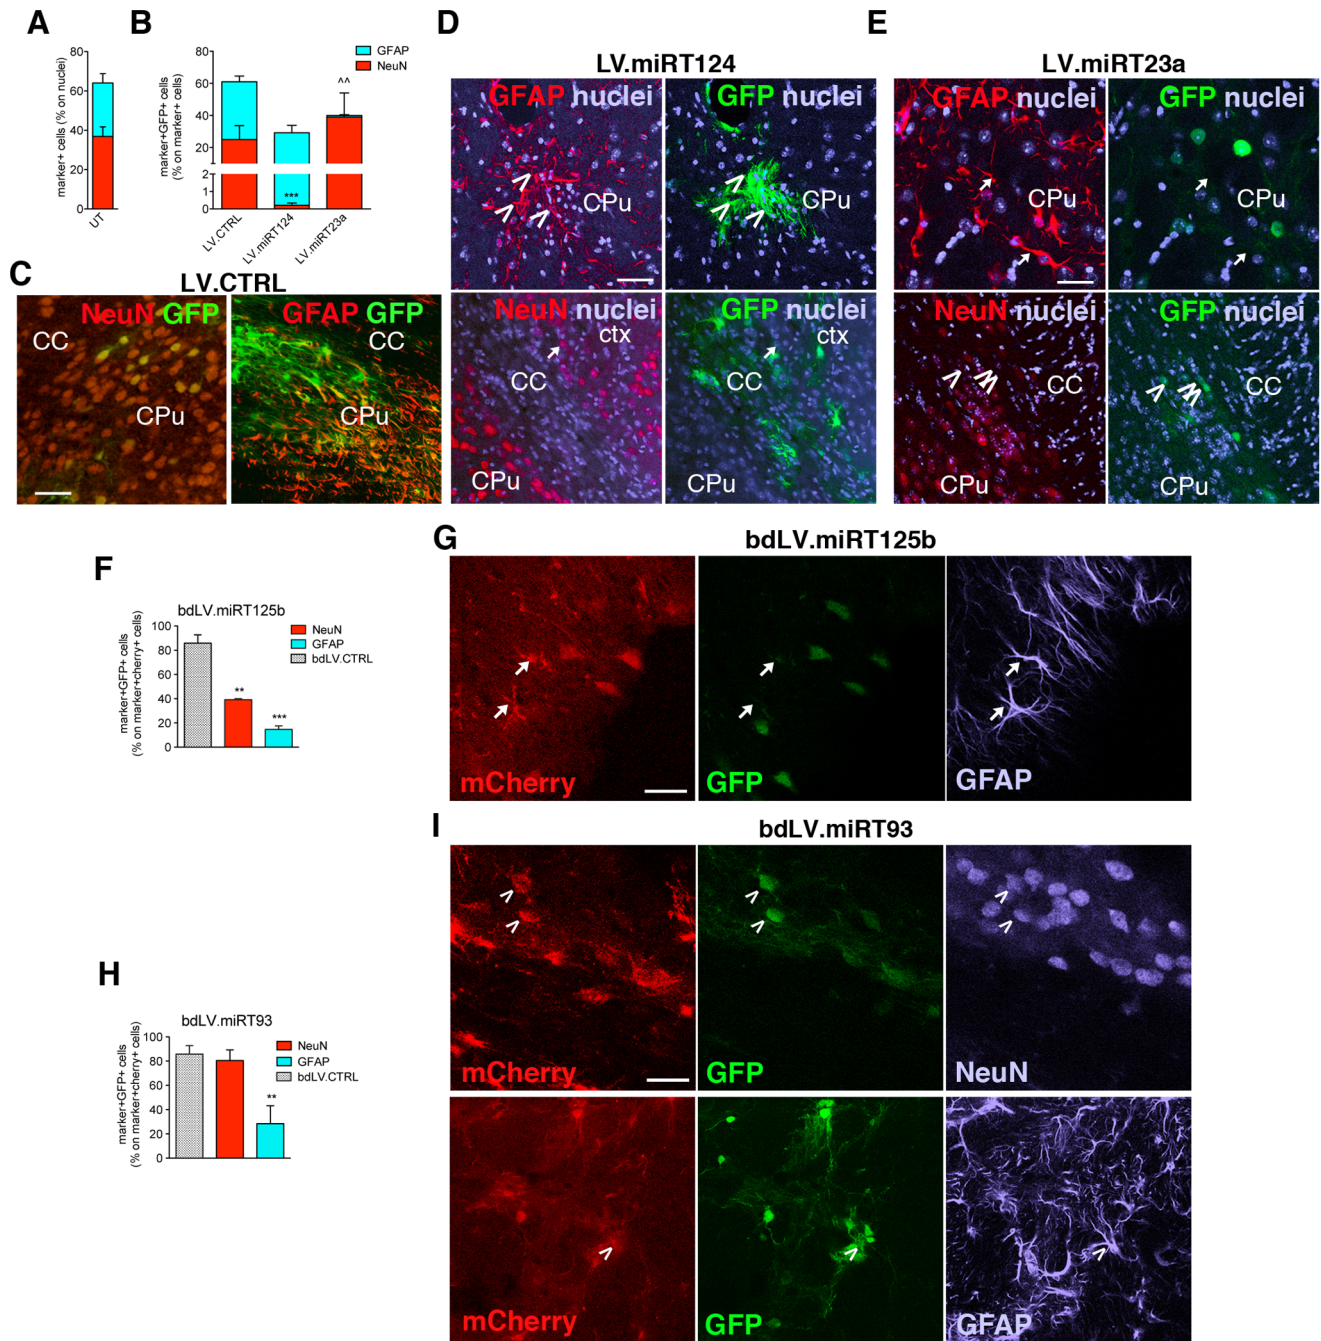 A
80
60
40
20
0
marker+ cells (% on nuclei)
UT
B
80
60
40
20
2
1
0
marker+GFP+ cells
(% on marker+ cells)
GFAP
NeuN
***
^^
LV.CTRL
LV.miRT124
LV.miRT23a
C
LV.CTRL
NeuN GFP
CC
CPu
GFAP GFP
CC
CPu
D
LV.miRT124
GFAP nuclei
CPu
GFP nuclei
CPu
NeuN nuclei
ctx
CC
CPu
GFP nuclei
ctx
CC
CPu
E
LV.miRT23a
GFAP nuclei
CPu
GFP nuclei
CPu
NeuN nuclei
CC
CPu
GFP nuclei
CC
CPu
F
bdLV.miRT125b
100
80
60
40
20
0
marker+GFP+ cells
(% on marker+cherry+ cells)
NeuN
GFAP
bdLV.CTRL
**
***
G
bdLV.miRT125b
mCherry
GFP
GFAP
H
bdLV.miRT93
100
80
60
40
20
0
marker+GFP+ cells
(% on marker+cherry+ cells)
NeuN
GFAP
bdLV.CTRL
**
I
bdLV.miRT93
mCherry
GFP
NeuN
mCherry
GFP
GFAP